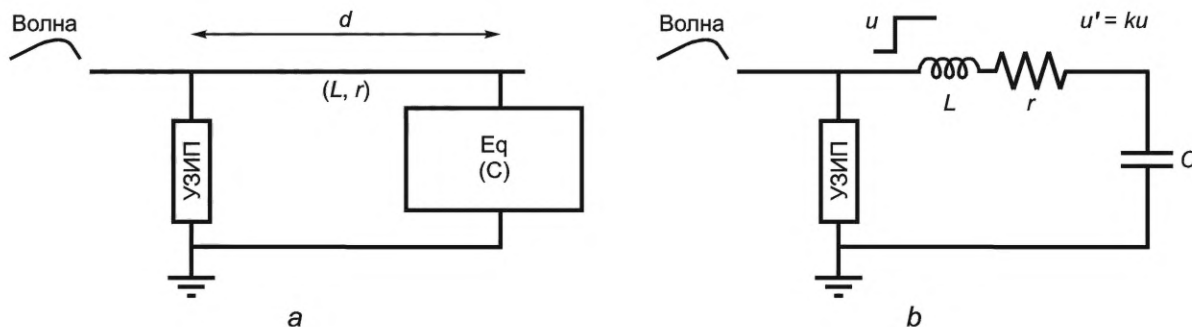 Волна
d
(L, r)
УЗИП
Eq
(C)
a
Волна
u
u' = ku
L
r
УЗИП
C
b